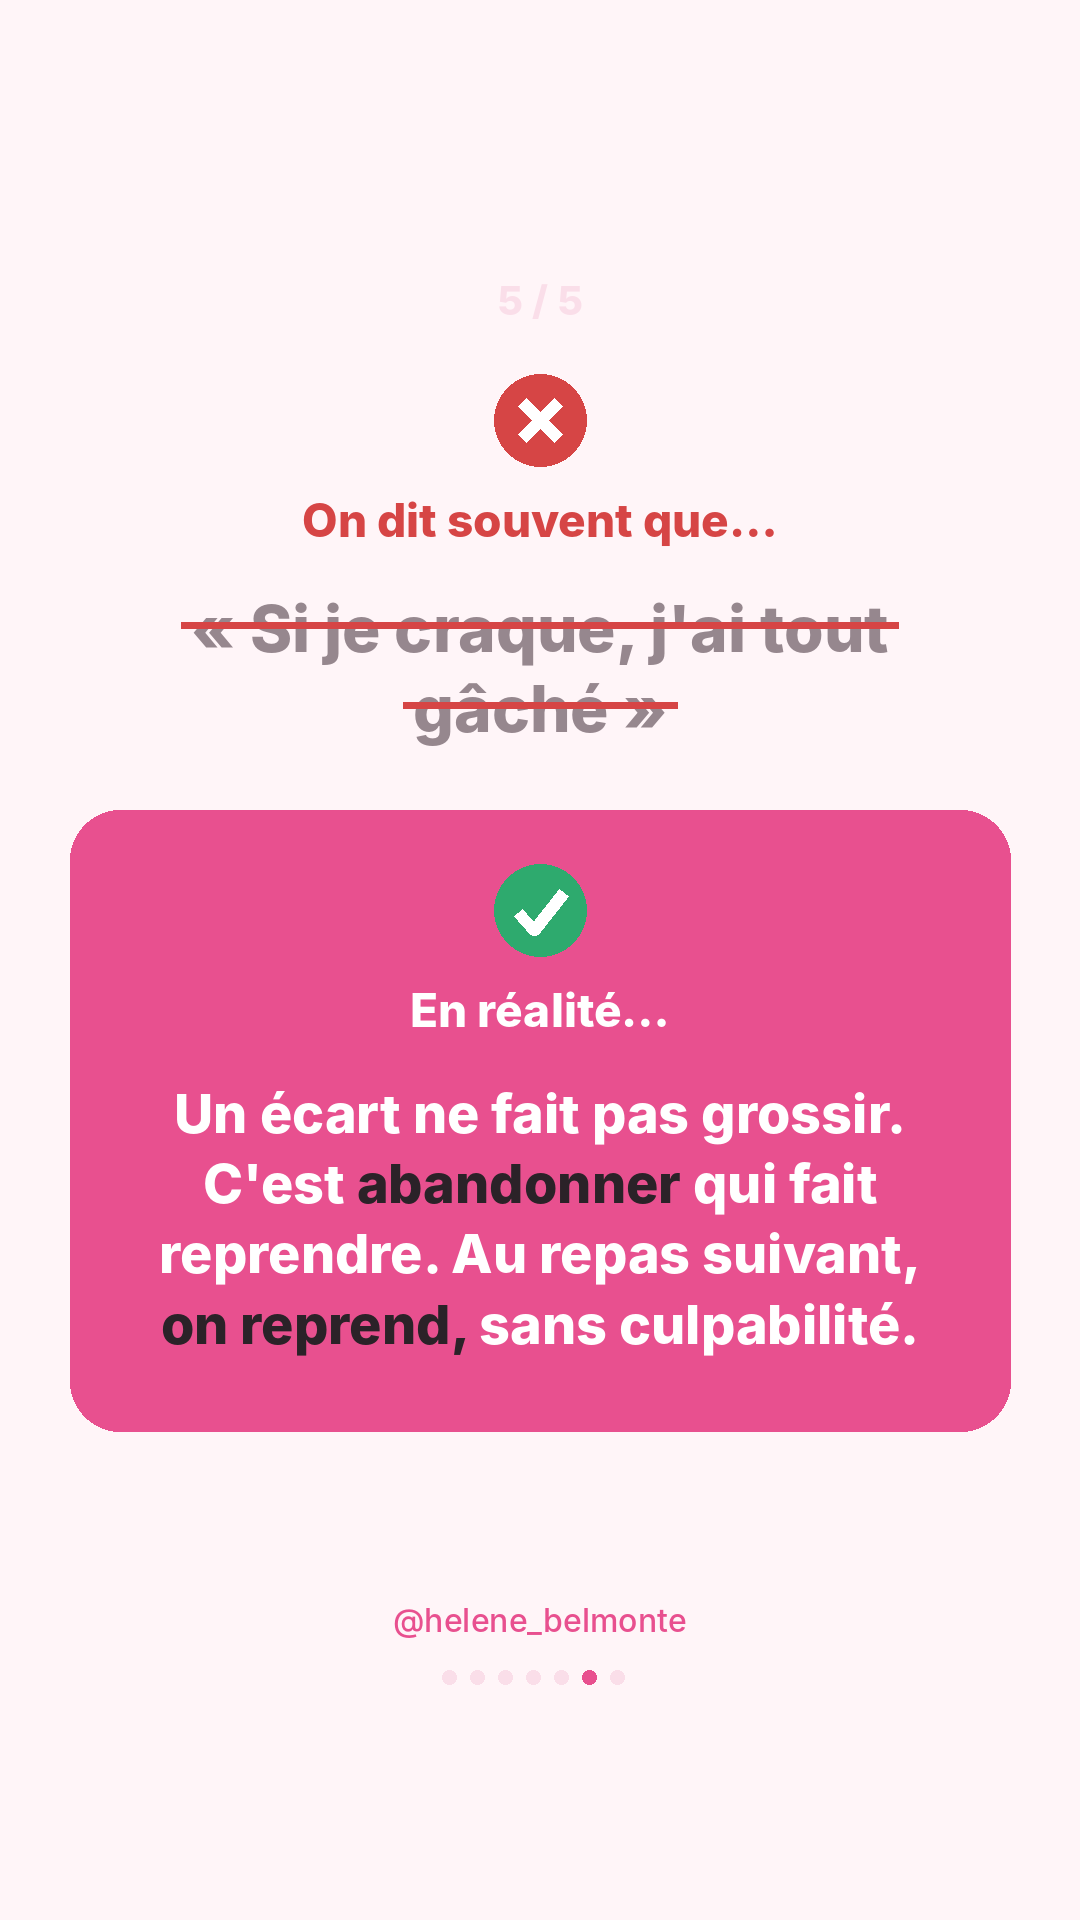 5 / 5
On dit souvent que...
« Si je craque, j'ai tout
gâché »
En réalité...
Un écart ne fait pas grossir.
C'est abandonner qui fait
reprendre. Au repas suivant,
on reprend, sans culpabilité.
@helene_belmonte